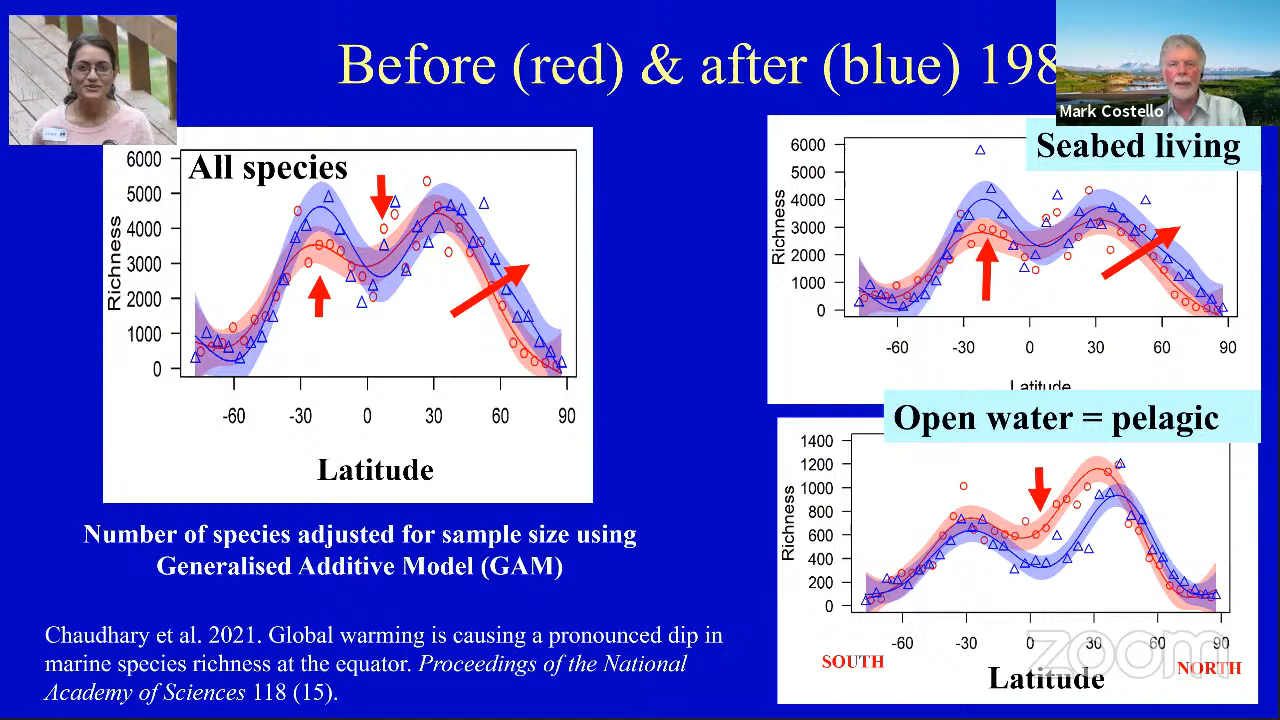 Before (red) & after (blue) 198
Mark Costello
All species
6000
5000
4000
3000
1000
0
Richness
-60 -30 0 30 60 90
Latitude
Number of species adjusted for sample size using
Generalised Additive Model (GAM)
Chaudhary et al. 2021. Global warming is causing a pronounced dip in
marine species richness at the equator. Proceedings of the National
Academy of Sciences 118 (15).
Seabed living
6000
5000
4000
3000
2000
1000
0
Richness
-60 -30 0 30 60 90
Latitude
Open water = pelagic
1400
1200
1000
800
600
400
200
0
Richness
-60 -30 0 30 60 90
SOUTH
NORTH
Latitude
zoom